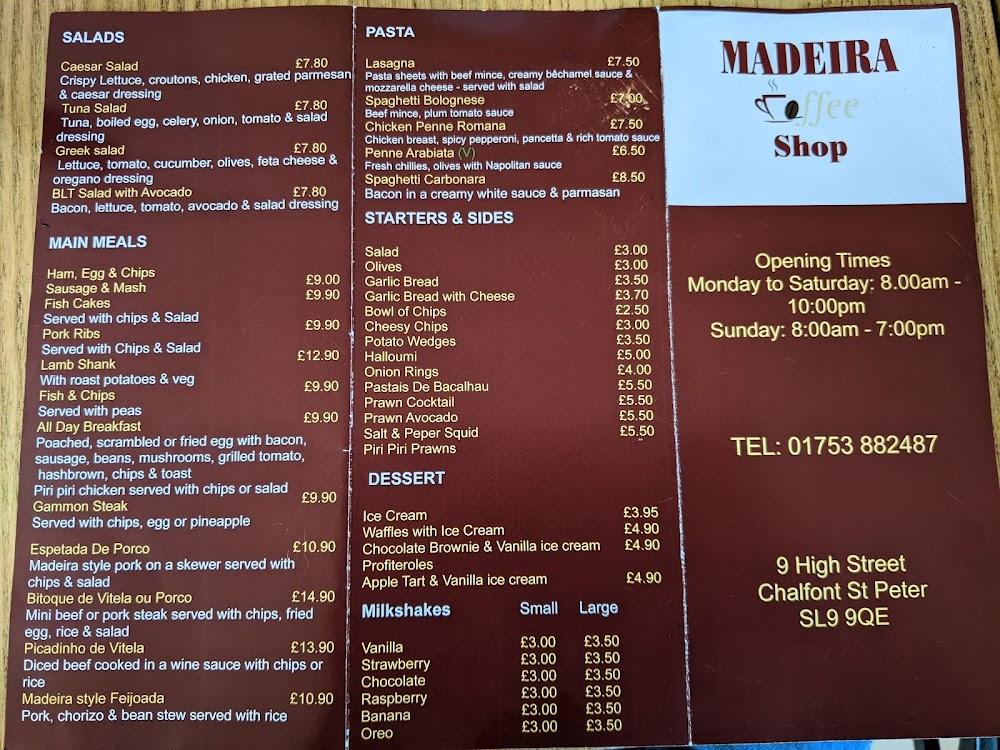 SALADS
Caesar Salad £7.80
Crispy Lettuce, croutons, chicken, grated parmesan
& caesar dressing
Tuna Salad £7.80
Tuna, boiled egg, celery, onion, tomato & salad
dressing
Greek salad £7.80
Lettuce, tomato, cucumber, olives, feta cheese &
oregano dressing
BLT Salad with Avocado £7.80
Bacon, lettuce, tomato, avocado & salad dressing
MAIN MEALS
Ham, Egg & Chips
Sausage & Mash £9.00
Fish Cakes £9.90
Served with chips & Salad
Pork Ribs £9.90
Served with Chips & Salad
Lamb Shank £12.90
With roast potatoes & veg
Fish & Chips £9.90
Served with peas
All Day Breakfast £9.90
Poached, scrambled or fried egg with bacon,
sausage, beans, mushrooms, grilled tomato,
hashbrown, chips & toast
Piri piri chicken served with chips or salad
Gammon Steak £9.90
Served with chips, egg or pineapple
Espetada De Porco £10.90
Madeira style pork on a skewer served with
chips & salad
Bitoque de Vitela ou Porco £14.90
Mini beef or pork steak served with chips, fried
egg, rice & salad
Picadinho de Vitela £13.90
Diced beef cooked in a wine sauce with chips or
rice
Madeira style Feijoada £10.90
Pork, chorizo & bean stew served with rice
PASTA
Lasagna £7.50
Pasta sheets with beef mince, creamy bêchamel sauce &
mozzarella cheese - served with salad
Spaghetti Bolognese £7.00
Beef mince, plum tomato sauce
Chicken Penne Romana £7.50
Chicken breast, spicy pepperoni, pancetta & rich tomato sauce
Penne Arabiata (V) £6.50
Fresh chillies, olives with Napolitan sauce
Spaghetti Carbonara £8.50
Bacon in a creamy white sauce & parmasan
STARTERS & SIDES
Salad £3.00
Olives £3.00
Garlic Bread £3.50
Garlic Bread with Cheese £3.70
Bowl of Chips £2.50
Cheesy Chips £3.00
Potato Wedges £3.50
Halloumi £5.00
Onion Rings £4.00
Pastais De Bacalhau £5.50
Prawn Cocktail £5.50
Prawn Avocado £5.50
Salt & Peper Squid £5.50
Piri Piri Prawns
DESSERT
Ice Cream £3.95
Waffles with Ice Cream £4.90
Chocolate Brownie & Vanilla ice cream £4.90
Profiteroles
Apple Tart & Vanilla ice cream £4.90
Milkshakes Small Large
Vanilla £3.00 £3.50
Strawberry £3.00 £3.50
Chocolate £3.00 £3.50
Raspberry £3.00 £3.50
Banana £3.00 £3.50
Oreo £3.00 £3.50
MADEIRA
Coffee
Shop
Opening Times
Monday to Saturday: 8.00am -
10:00pm
Sunday: 8:00am - 7:00pm
TEL: 01753 882487
9 High Street
Chalfont St Peter
SL9 9QE